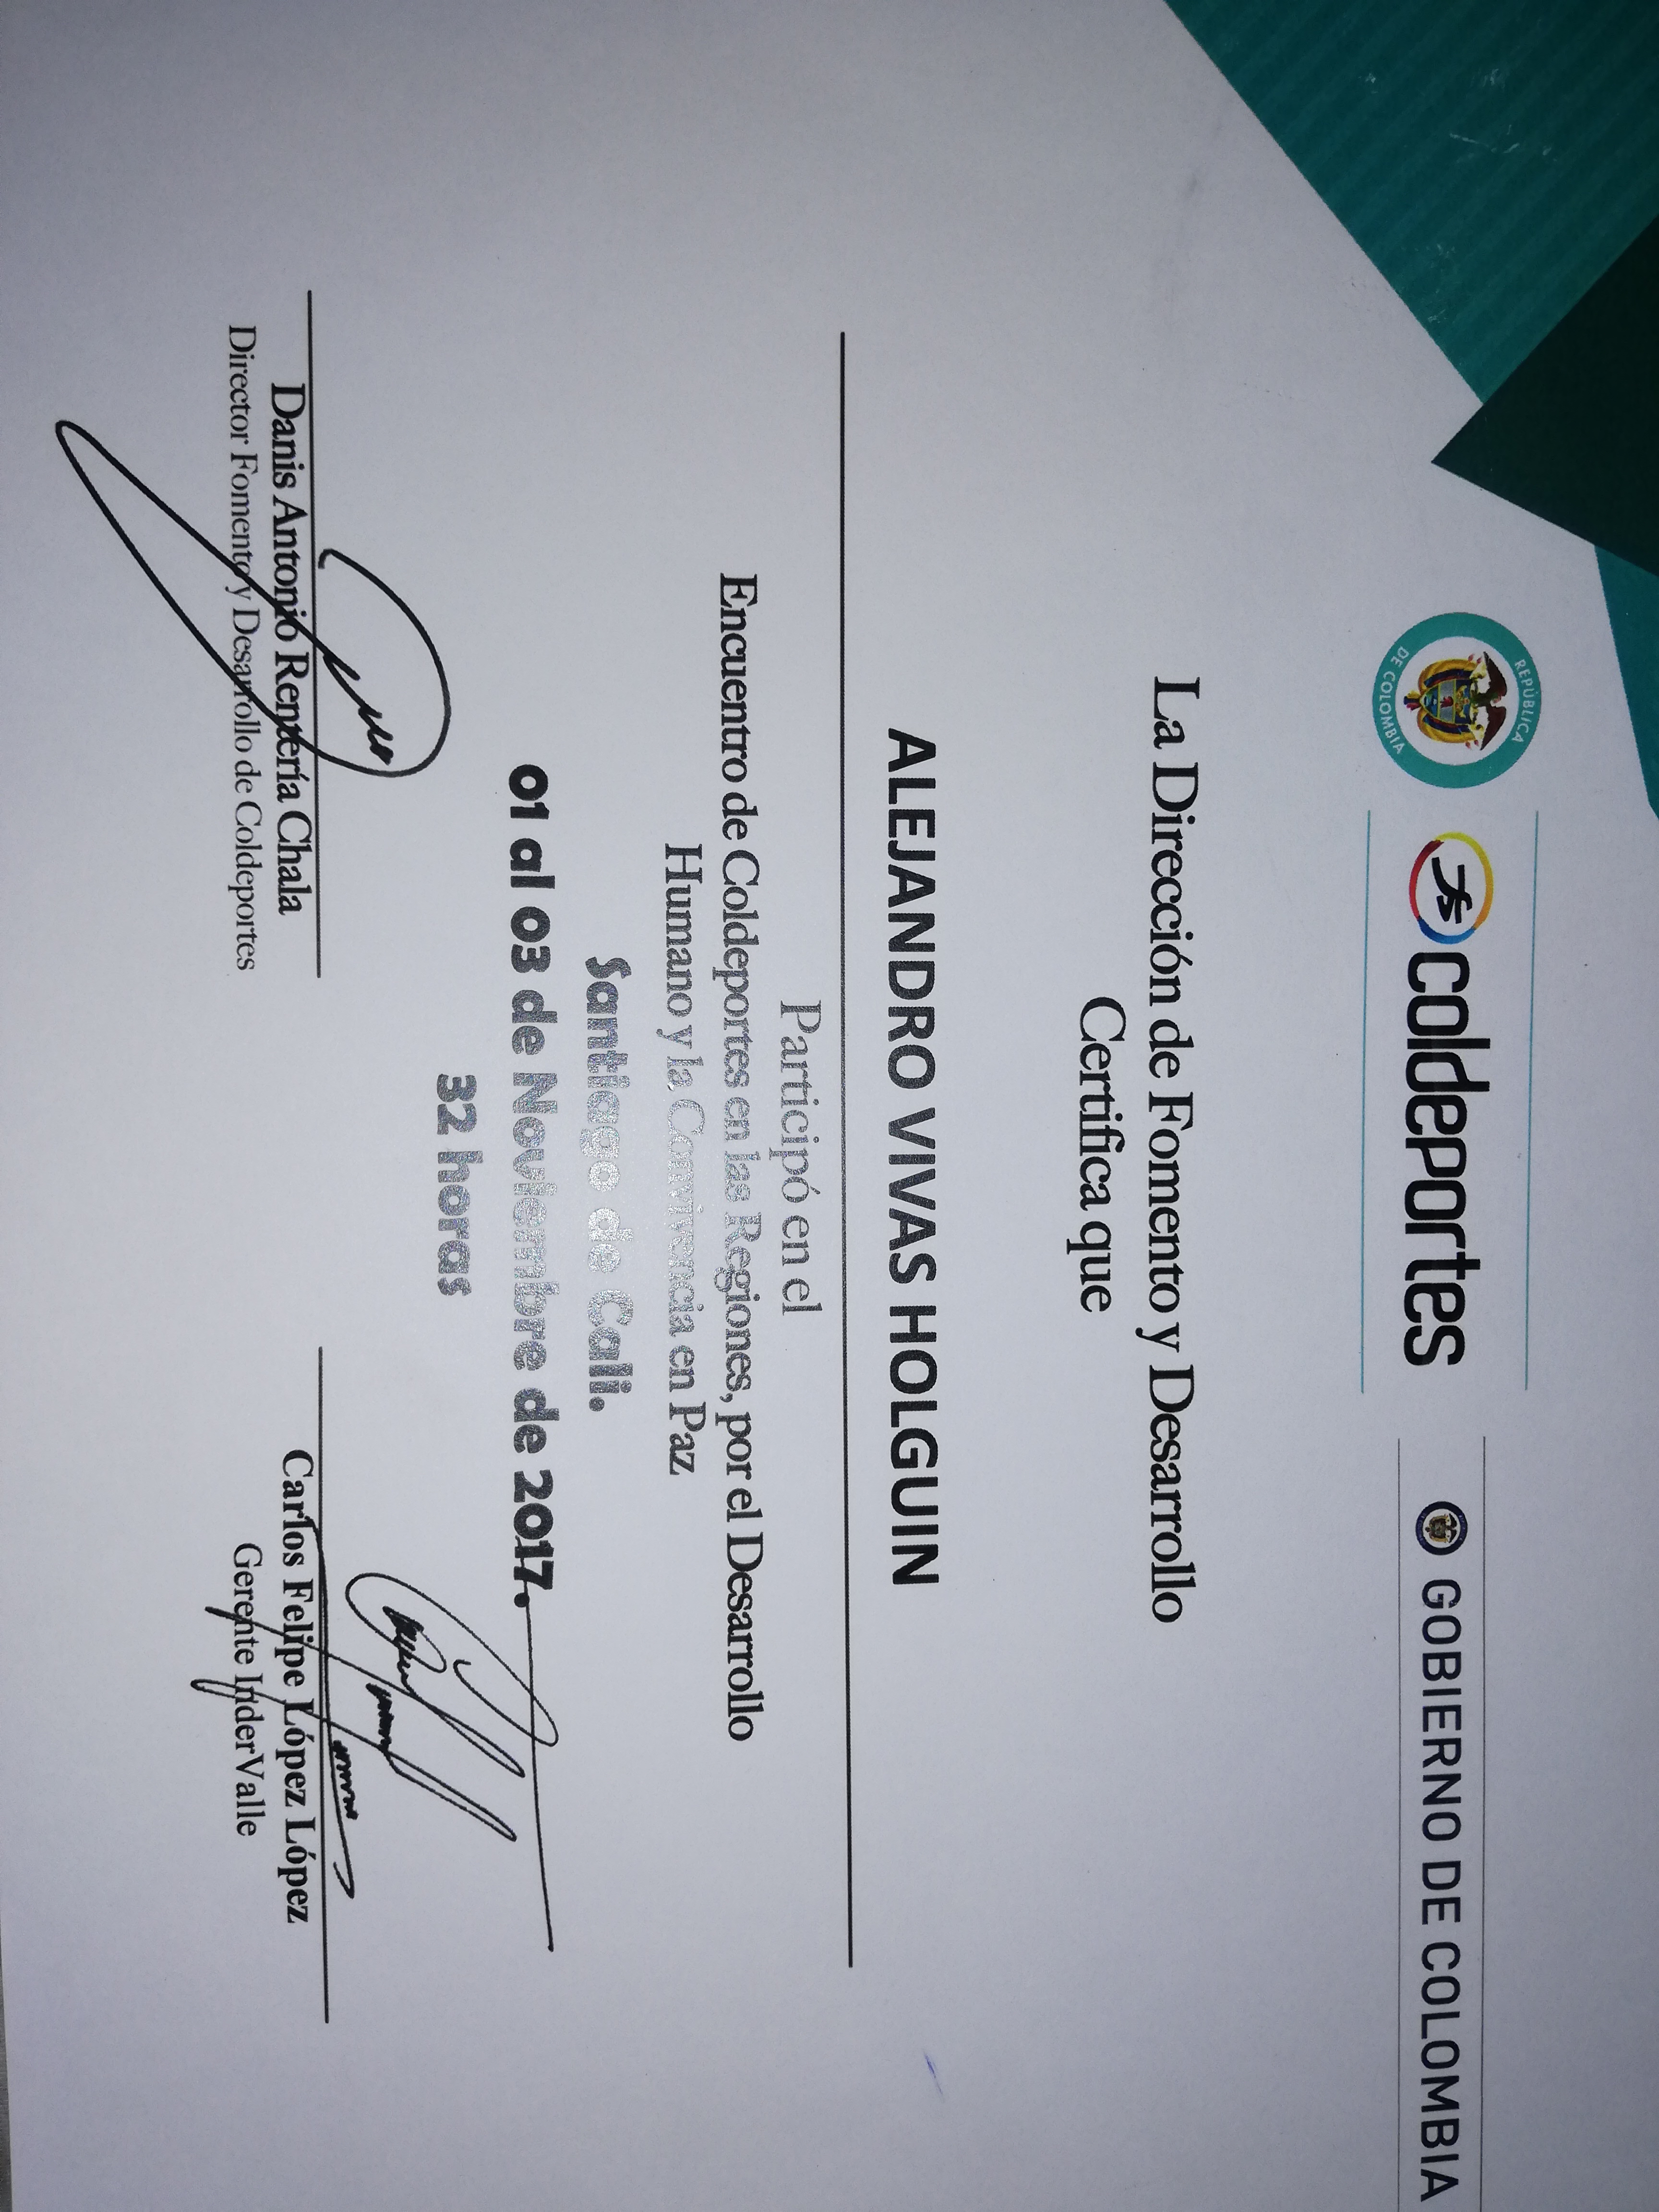 REPÚBLICA
DE COLOMBIA
coldeportes
GOBIERNO DE COLOMBIA
La Dirección de Fomento y Desarrollo
Certifica que
ALEJANDRO VIVAS HOLGUIN
Participó en el
Encuentro de Coldeportes en las Regiones, por el Desarrollo
Humano y la Convivencia en Paz
Santiago de Cali.
01 al 03 de Noviembre de 2017.
32 horas
Danis Antonio Rentería Chala
Director Fomento y Desarrollo de Coldeportes
Carlos Felipe López López
Gerente InderValle